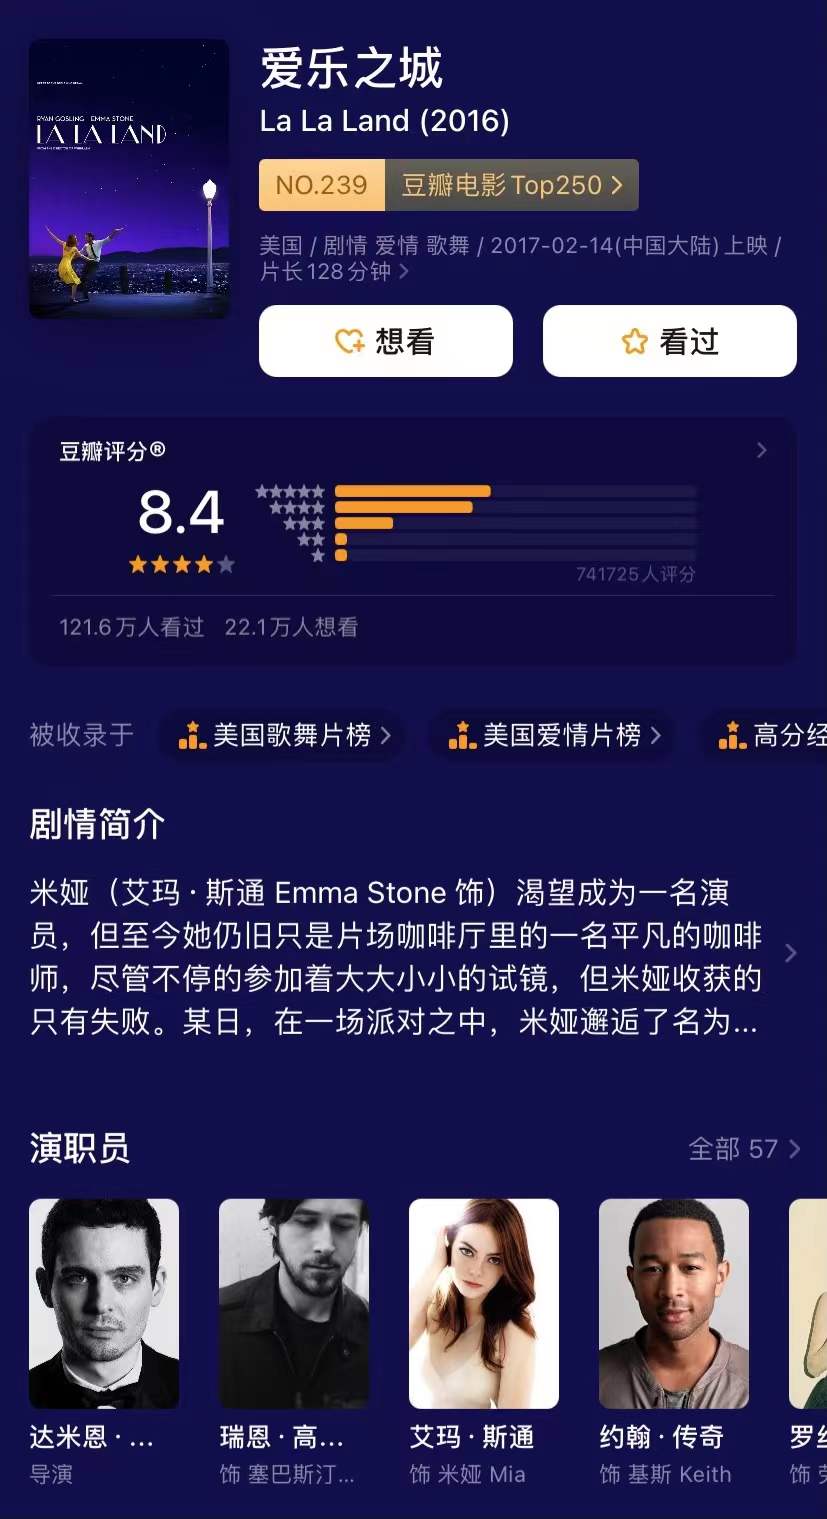 RYAN GOSLING EMMA STONE
LA LA LAND
爱乐之城
La La Land (2016)
NO.239 豆瓣电影Top250
美国 / 剧情 爱情 歌舞 / 2017-02-14(中国大陆) 上映 /
片长128分钟
想看 看过
豆瓣评分®
8.4
741725人评分
121.6万人看过 22.1万人想看
被收录于 美国歌舞片榜 美国爱情片榜 高分经
剧情简介
米娅（艾玛·斯通 Emma Stone 饰）渴望成为一名演
员，但至今她仍旧只是片场咖啡厅里的一名平凡的咖啡
师，尽管不停的参加着大大小小的试镜，但米娅收获的
只有失败。某日，在一场派对之中，米娅邂逅了名为...
演职员 全部 57
达米恩·... 瑞恩·高... 艾玛·斯通 约翰·传奇
导演 饰 塞巴斯汀... 饰 米娅 Mia 饰 基斯 Keith 饰